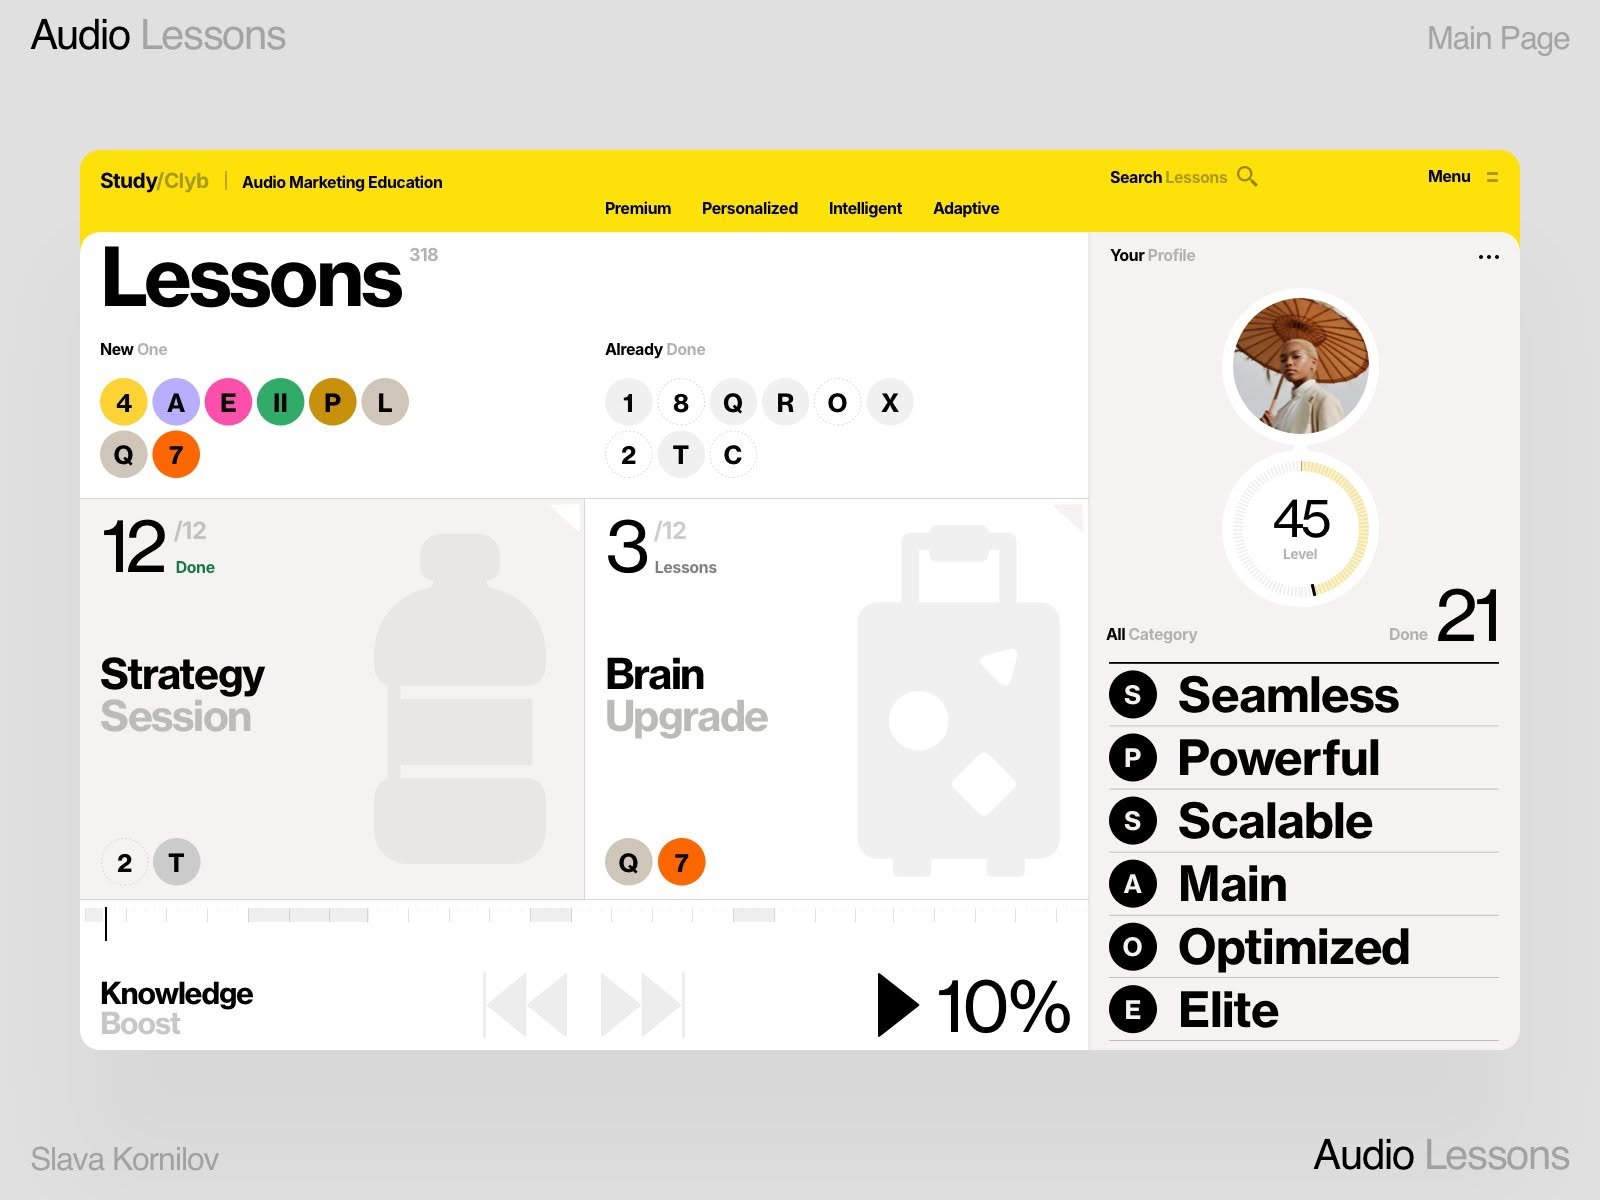 Audio Lessons
Main Page
Study/Clyb | Audio Marketing Education
Search Lessons
Menu
Premium Personalized Intelligent Adaptive
Lessons 318
New One
4 A E II P L
Q 7
Already Done
1 8 Q R O X
2 T C
12 /12
Done
Strategy
Session
2 T
3 /12
Lessons
Brain
Upgrade
Q 7
Knowledge
Boost
10%
Your Profile
45
Level
All Category
Done 21
S Seamless
P Powerful
S Scalable
A Main
O Optimized
E Elite
Slava Kornilov
Audio Lessons